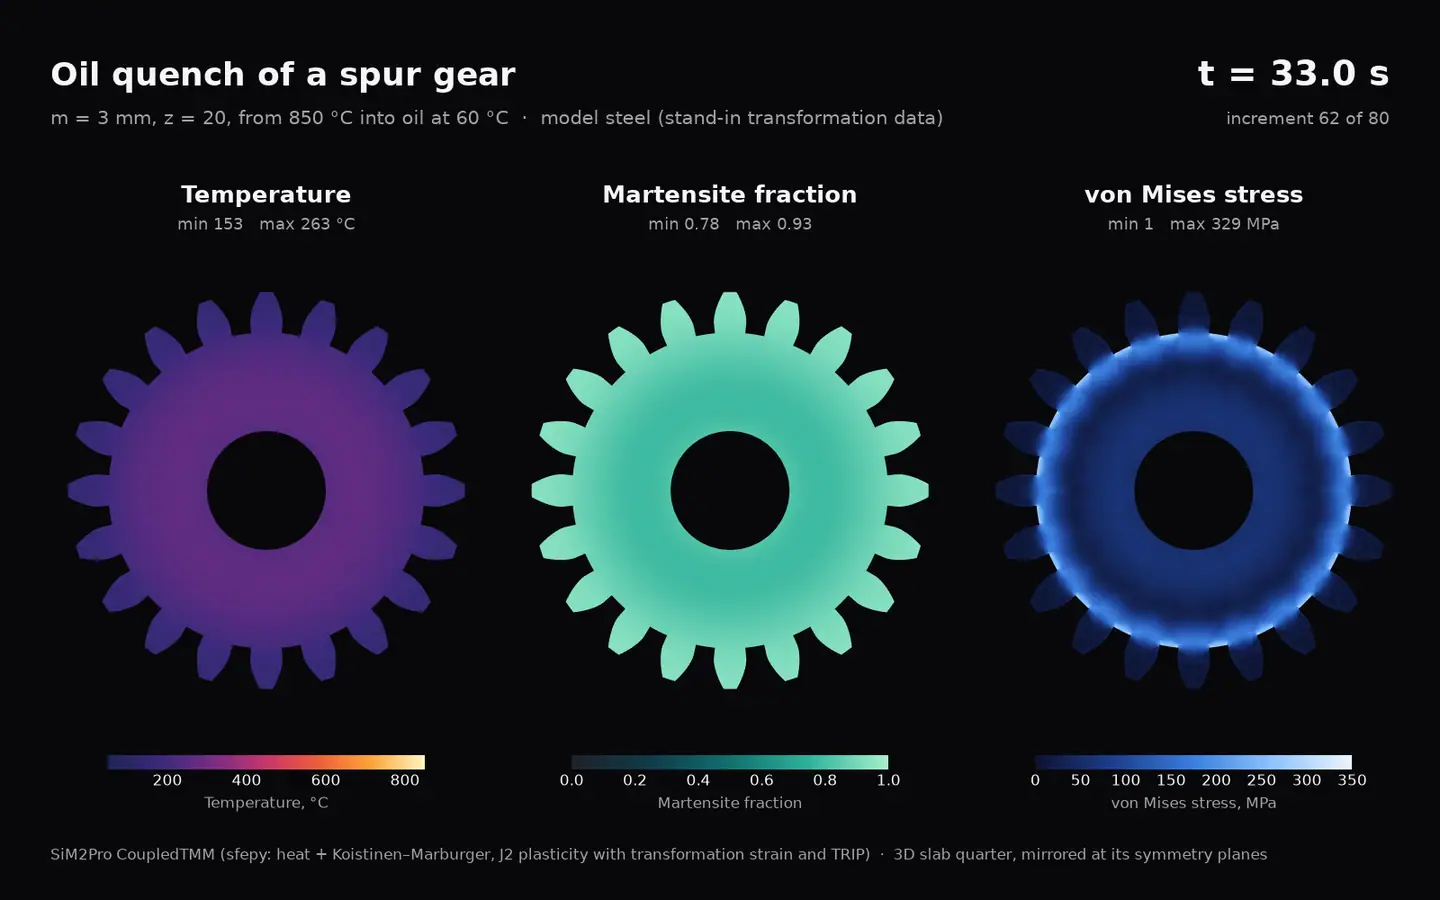 Oil quench of a spur gear
t = 33.0 s
m = 3 mm, z = 20, from 850 °C into oil at 60 °C · model steel (stand-in transformation data)
increment 62 of 80
Temperature
min 153 max 263 °C
Martensite fraction
min 0.78 max 0.93
von Mises stress
min 1 max 329 MPa
200 400 600 800
Temperature, °C
0.0 0.2 0.4 0.6 0.8 1.0
Martensite fraction
0 50 100 150 200 250 300 350
von Mises stress, MPa
SiM2Pro CoupledTMM (sfepy: heat + Koistinen–Marburger, J2 plasticity with transformation strain and TRIP) · 3D slab quarter, mirrored at its symmetry planes